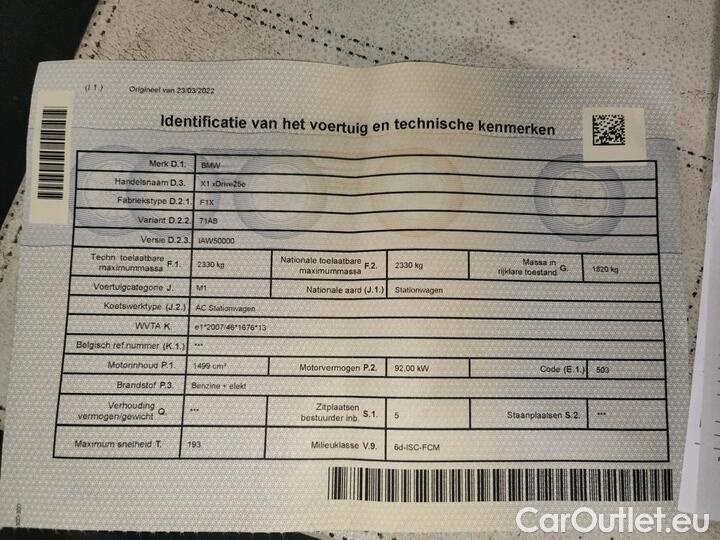 (I.1.) Origineel van 23/03/2022
Identificatie van het voertuig en technische kenmerken
Merk D.1. BMW
Handelsnaam D.3. X1 xDrive25e
Fabriekstype D.2.1. F1X
Variant D.2.2. 71AB
Versie D.2.3. IAW50000
Techn. toelaatbare maximummassa F.1. 2330 kg Nationale toelaatbare maximummassa F.2. 2330 kg Massa in rijklare toestand G. 1820 kg
Voertuigcategorie J. M1 Nationale aard (J.1.) Stationwagen
Koetswerktype (J.2.) AC Stationwagen
WVTA K. e1*2007/46*1676*13
Belgisch ref.nummer (K.1.) ***
Motorinhoud P.1. 1499 cm³ Motorvermogen P.2. 92,00 kW Code (E.1.) 503
Brandstof P.3. Benzine + elekt
Verhouding vermogen/gewicht Q. *** Zitplaatsen bestuurder inb. S.1. 5 Staanplaatsen S.2. ***
Maximum snelheid T. 193 Milieuklasse V.9. 6d-ISC-FCM
CarOutlet.eu